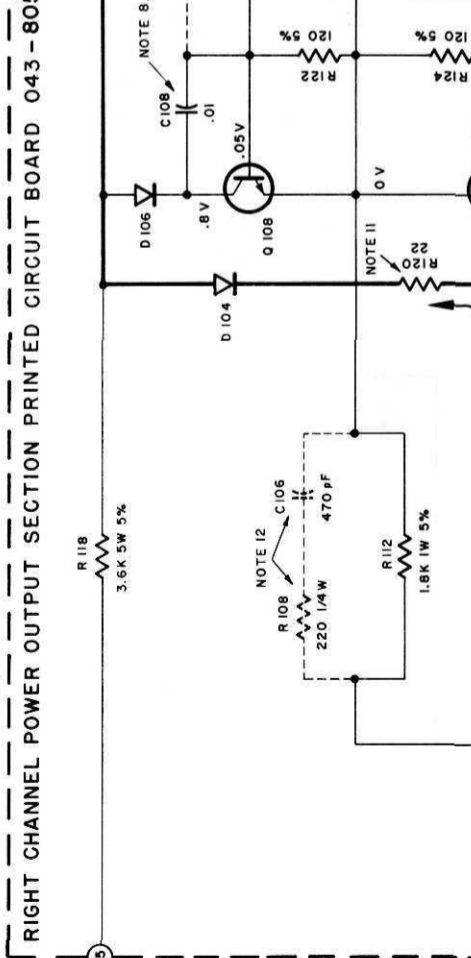 RIGHT CHANNEL POWER OUTPUT SECTION PRINTED CIRCUIT BOARD 043-805
5
R118
3.6K 5W 5%
D106
C108
.01
NOTE 8
.8V
.05V
Q108
D104
R122
120 5%
R124
120 5%
0V
NOTE 11
R120
22
NOTE 12
R108
220 1/4W
C106
470 pF
R112
1.8K 1W 5%